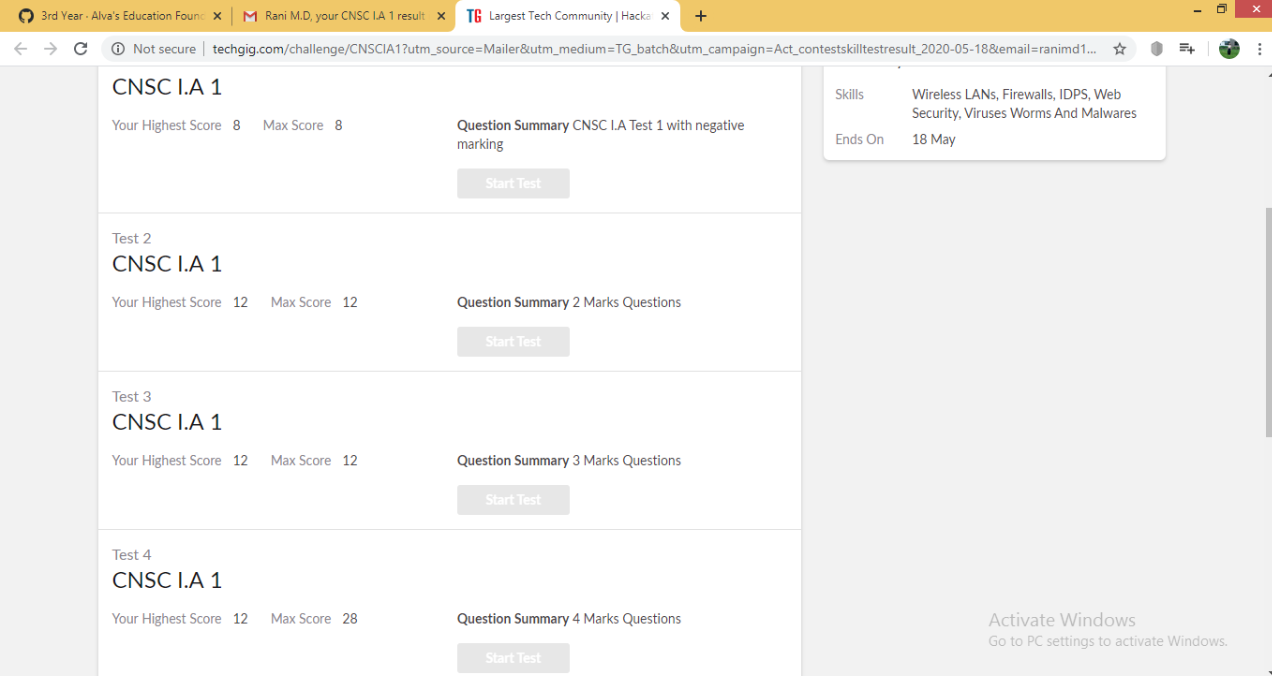 3rd Year · Alva's Education Foun
Rani M.D, your CNSC I.A 1 result
TG Largest Tech Community | Hacka
Not secure
techgig.com/challenge/CNSCIA1?utm_source=Mailer&utm_medium=TG_batch&utm_campaign=Act_contestskilltestresult_2020-05-18&email=ranimd1...
CNSC I.A 1
Your Highest Score 8 Max Score 8
Question Summary CNSC I.A Test 1 with negative
marking
Start Test
Test 2
CNSC I.A 1
Your Highest Score 12 Max Score 12
Question Summary 2 Marks Questions
Start Test
Test 3
CNSC I.A 1
Your Highest Score 12 Max Score 12
Question Summary 3 Marks Questions
Start Test
Test 4
CNSC I.A 1
Your Highest Score 12 Max Score 28
Question Summary 4 Marks Questions
Start Test
Skills Wireless LANs, Firewalls, IDPS, Web
Security, Viruses Worms And Malwares
Ends On 18 May
Activate Windows
Go to PC settings to activate Windows.